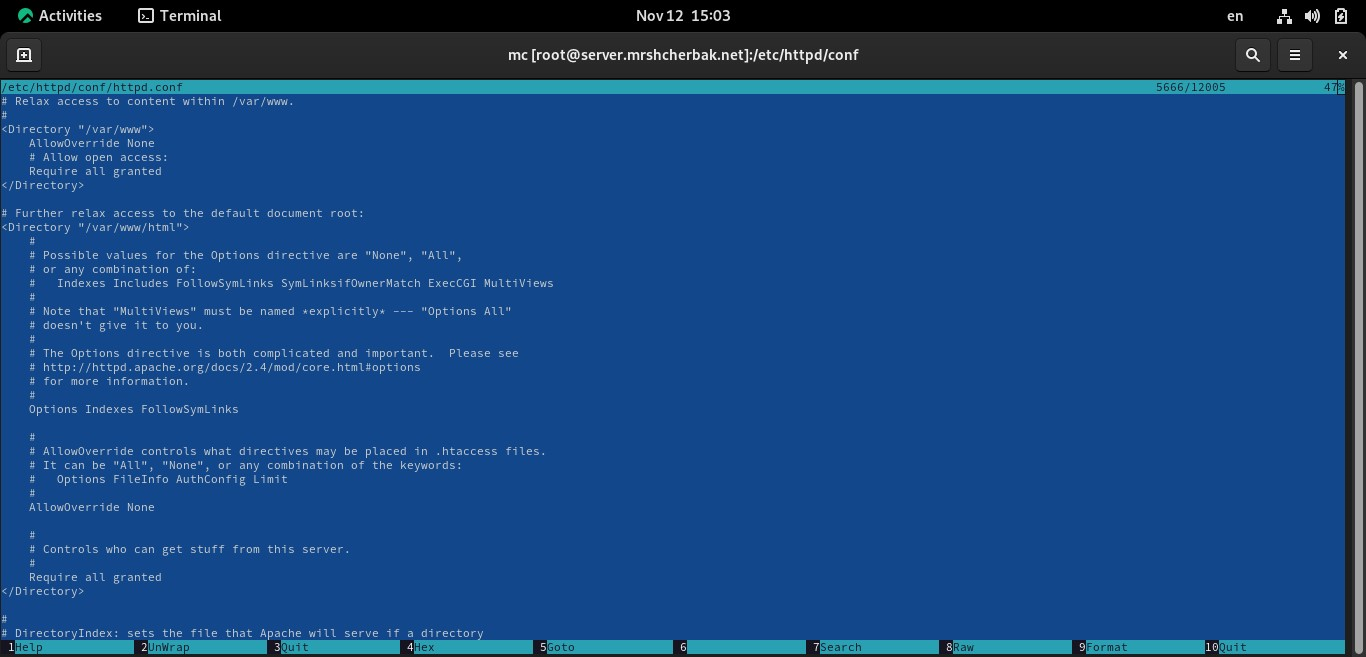 Activities Terminal Nov 12 15:03 en
mc [root@server.mrshcherbak.net]:/etc/httpd/conf
/etc/httpd/conf/httpd.conf 5666/12005 47%
# Relax access to content within /var/www.
#
<Directory "/var/www">
    AllowOverride None
    # Allow open access:
    Require all granted
</Directory>

# Further relax access to the default document root:
<Directory "/var/www/html">
    #
    # Possible values for the Options directive are "None", "All",
    # or any combination of:
    #   Indexes Includes FollowSymLinks SymLinksifOwnerMatch ExecCGI MultiViews
    #
    # Note that "MultiViews" must be named *explicitly* --- "Options All"
    # doesn't give it to you.
    #
    # The Options directive is both complicated and important.  Please see
    # http://httpd.apache.org/docs/2.4/mod/core.html#options
    # for more information.
    #
    Options Indexes FollowSymLinks

    #
    # AllowOverride controls what directives may be placed in .htaccess files.
    # It can be "All", "None", or any combination of the keywords:
    #   Options FileInfo AuthConfig Limit
    #
    AllowOverride None

    #
    # Controls who can get stuff from this server.
    #
    Require all granted
</Directory>

#
# DirectoryIndex: sets the file that Apache will serve if a directory
1Help 2UnWrap 3Quit 4Hex 5Goto 6 7Search 8Raw 9Format 10Quit